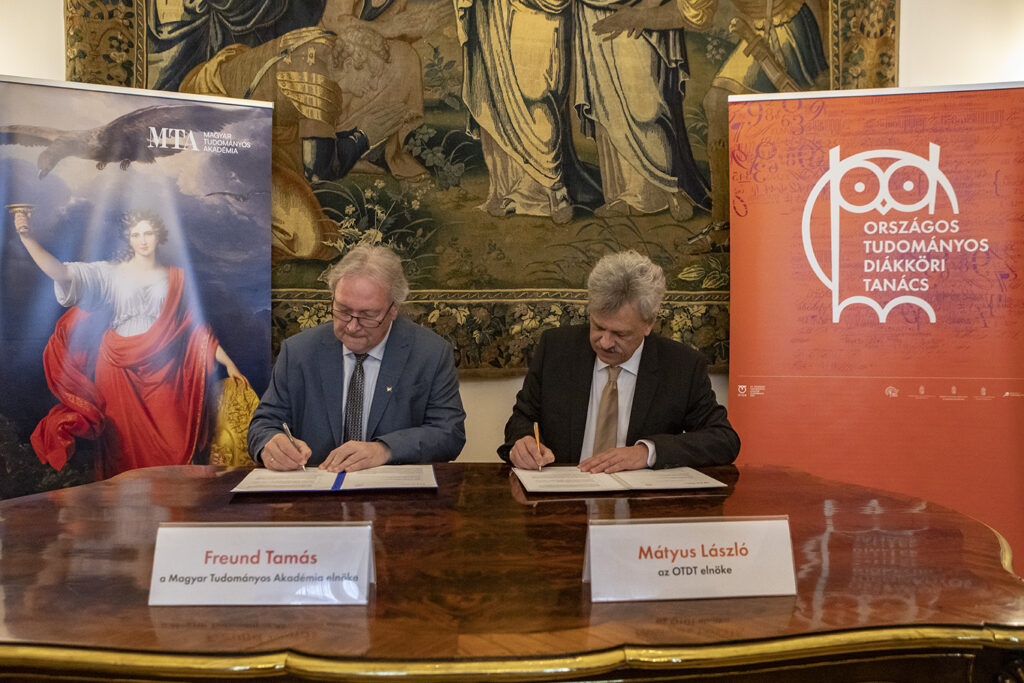 MTA
MAGYAR
TUDOMÁNYOS
AKADÉMIA
ORSZÁGOS
TUDOMÁNYOS
DIÁKKÖRI
TANÁCS
Freund Tamás
a Magyar Tudományos Akadémia elnöke
Mátyus László
az OTDT elnöke